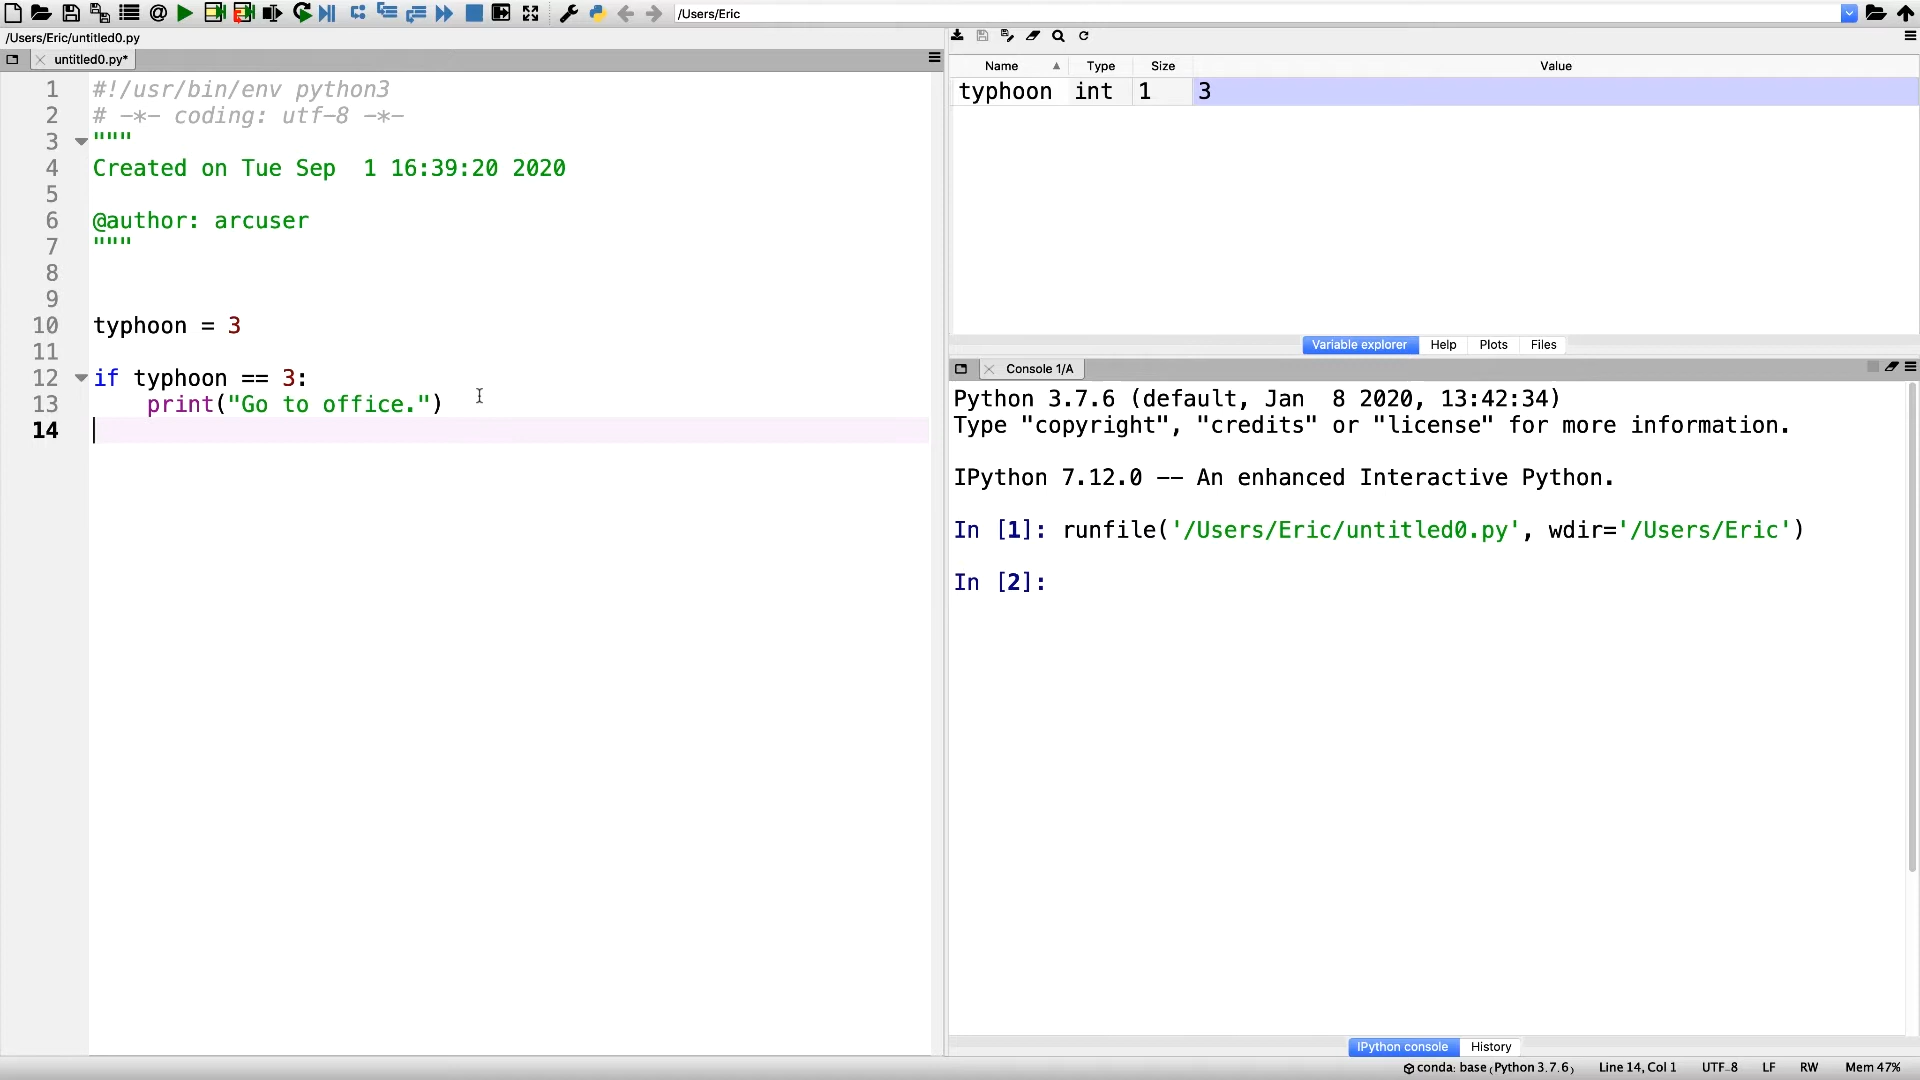 /Users/Eric
/Users/Eric/untitled0.py
untitled0.py*
1 #!/usr/bin/env python3
2 # -*- coding: utf-8 -*-
3 """
4 Created on Tue Sep  1 16:39:20 2020
5
6 @author: arcuser
7 """
8
9
10 typhoon = 3
11
12 if typhoon == 3:
13     print("Go to office.")
14
Name Type Size Value
typhoon int 1 3
Variable explorer Help Plots Files
Console 1/A
Python 3.7.6 (default, Jan  8 2020, 13:42:34)
Type "copyright", "credits" or "license" for more information.
IPython 7.12.0 -- An enhanced Interactive Python.
In [1]: runfile('/Users/Eric/untitled0.py', wdir='/Users/Eric')
In [2]:
IPython console History
conda: base (Python 3.7.6) Line 14, Col 1 UTF-8 LF RW Mem 47%